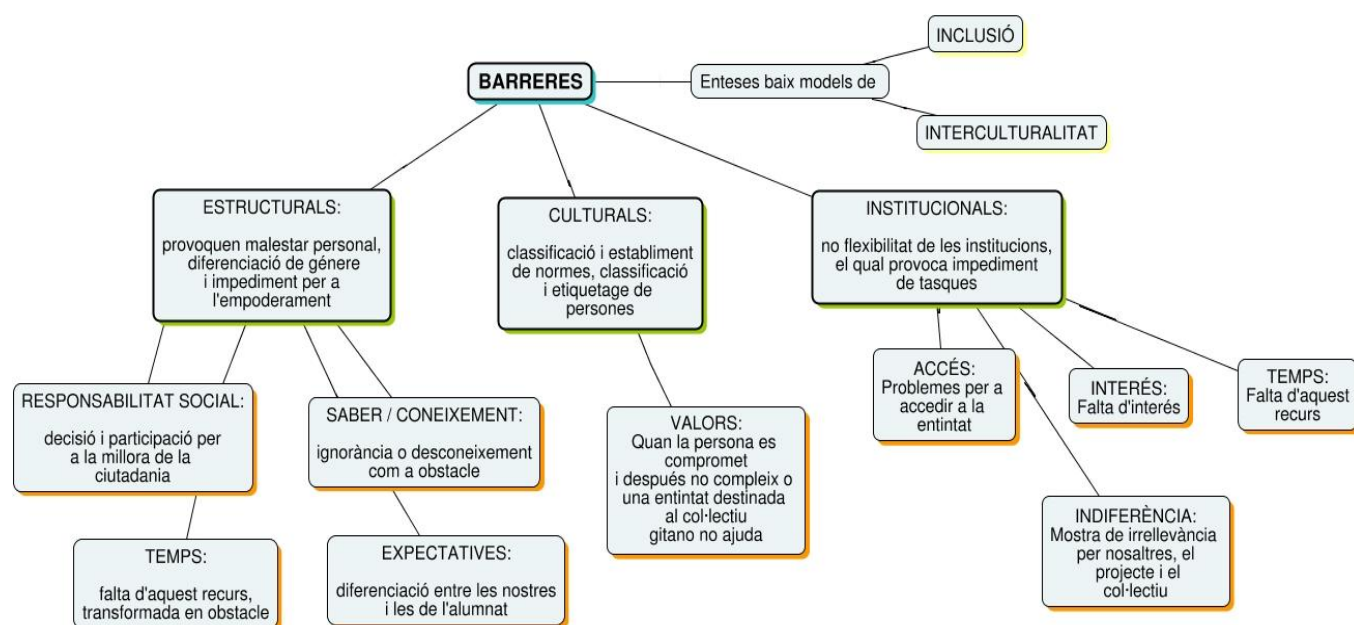 INCLUSIÓ
BARRERES
Enteses baix models de
INTERCULTURALITAT
ESTRUCTURALS:
provoquen malestar personal,
diferenciació de génere
i impediment per a
l'empoderament
CULTURALS:
classificació i establiment
de normes, classificació
i etiquetage de
persones
INSTITUCIONALS:
no flexibilitat de les institucions,
el qual provoca impediment
de tasques
RESPONSABILITAT SOCIAL:
decisió i participació per
a la millora de la
ciutadania
SABER / CONEIXEMENT:
ignorància o desconeixement
com a obstacle
VALORS:
Quan la persona es
compromet
i després no compleix o
una entintat destinada
al col·lectiu
gitano no ajuda
ACCÉS:
Problemes per a
accedir a la
entintat
INTERÉS:
Falta d'interés
TEMPS:
Falta d'aquest
recurs
TEMPS:
falta d'aquest recurs,
transformada en obstacle
EXPECTATIVES:
diferenciació entre les nostres
i les de l'alumnat
INDIFERÈNCIA:
Mostra de irrellevància
per nosaltres, el
projecte i el
col·lectiu